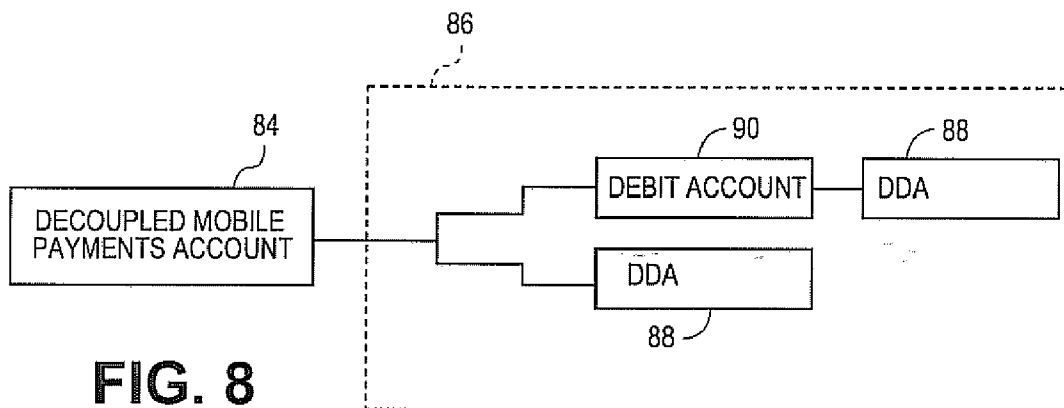 86
84
90
88
DECOUPLED MOBILE
PAYMENTS ACCOUNT
DEBIT ACCOUNT
DDA
DDA
88
FIG. 8